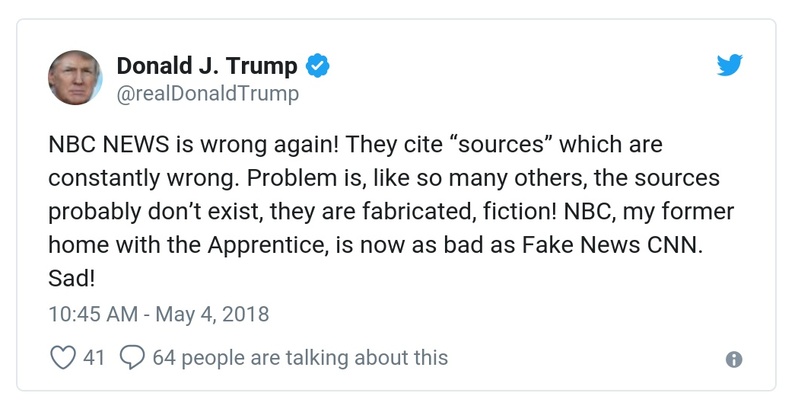 Donald J. Trump
@realDonaldTrump
NBC NEWS is wrong again! They cite “sources” which are
constantly wrong. Problem is, like so many others, the sources
probably don’t exist, they are fabricated, fiction! NBC, my former
home with the Apprentice, is now as bad as Fake News CNN.
Sad!
10:45 AM - May 4, 2018
41 64 people are talking about this